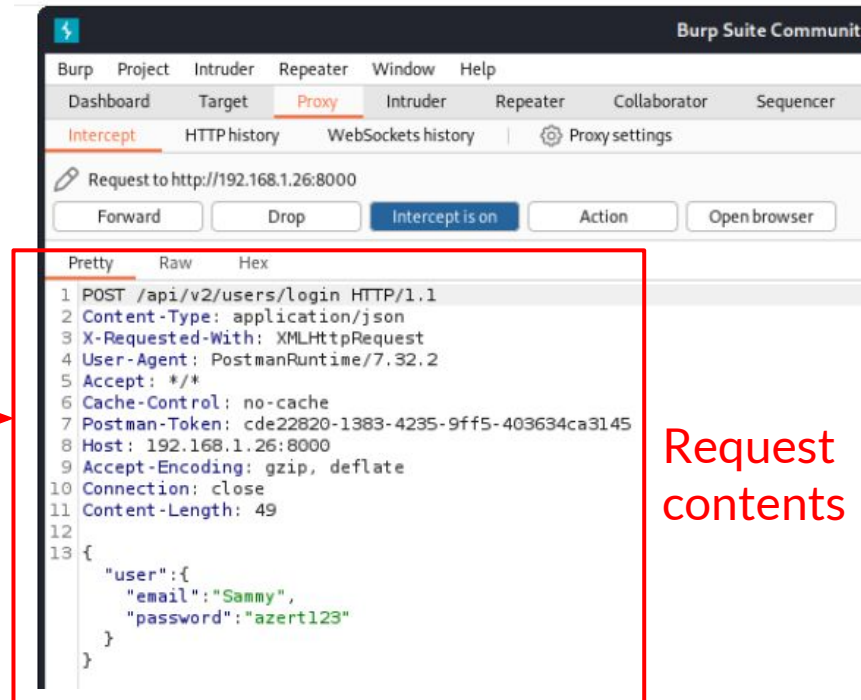 Burp Suite Communit
Burp Project Intruder Repeater Window Help
Dashboard Target Proxy Intruder Repeater Collaborator Sequencer
Intercept HTTP history WebSockets history Proxy settings
Request to http://192.168.1.26:8000
Forward Drop Intercept is on Action Open browser
Pretty Raw Hex
1 POST /api/v2/users/login HTTP/1.1
2 Content-Type: application/json
3 X-Requested-With: XMLHttpRequest
4 User-Agent: PostmanRuntime/7.32.2
5 Accept: */*
6 Cache-Control: no-cache
7 Postman-Token: cde22820-1383-4235-9ff5-403634ca3145
8 Host: 192.168.1.26:8000
9 Accept-Encoding: gzip, deflate
10 Connection: close
11 Content-Length: 49
12
13 {
"user":{
"email":"Sammy",
"password":"azert123"
}
}
Request
contents